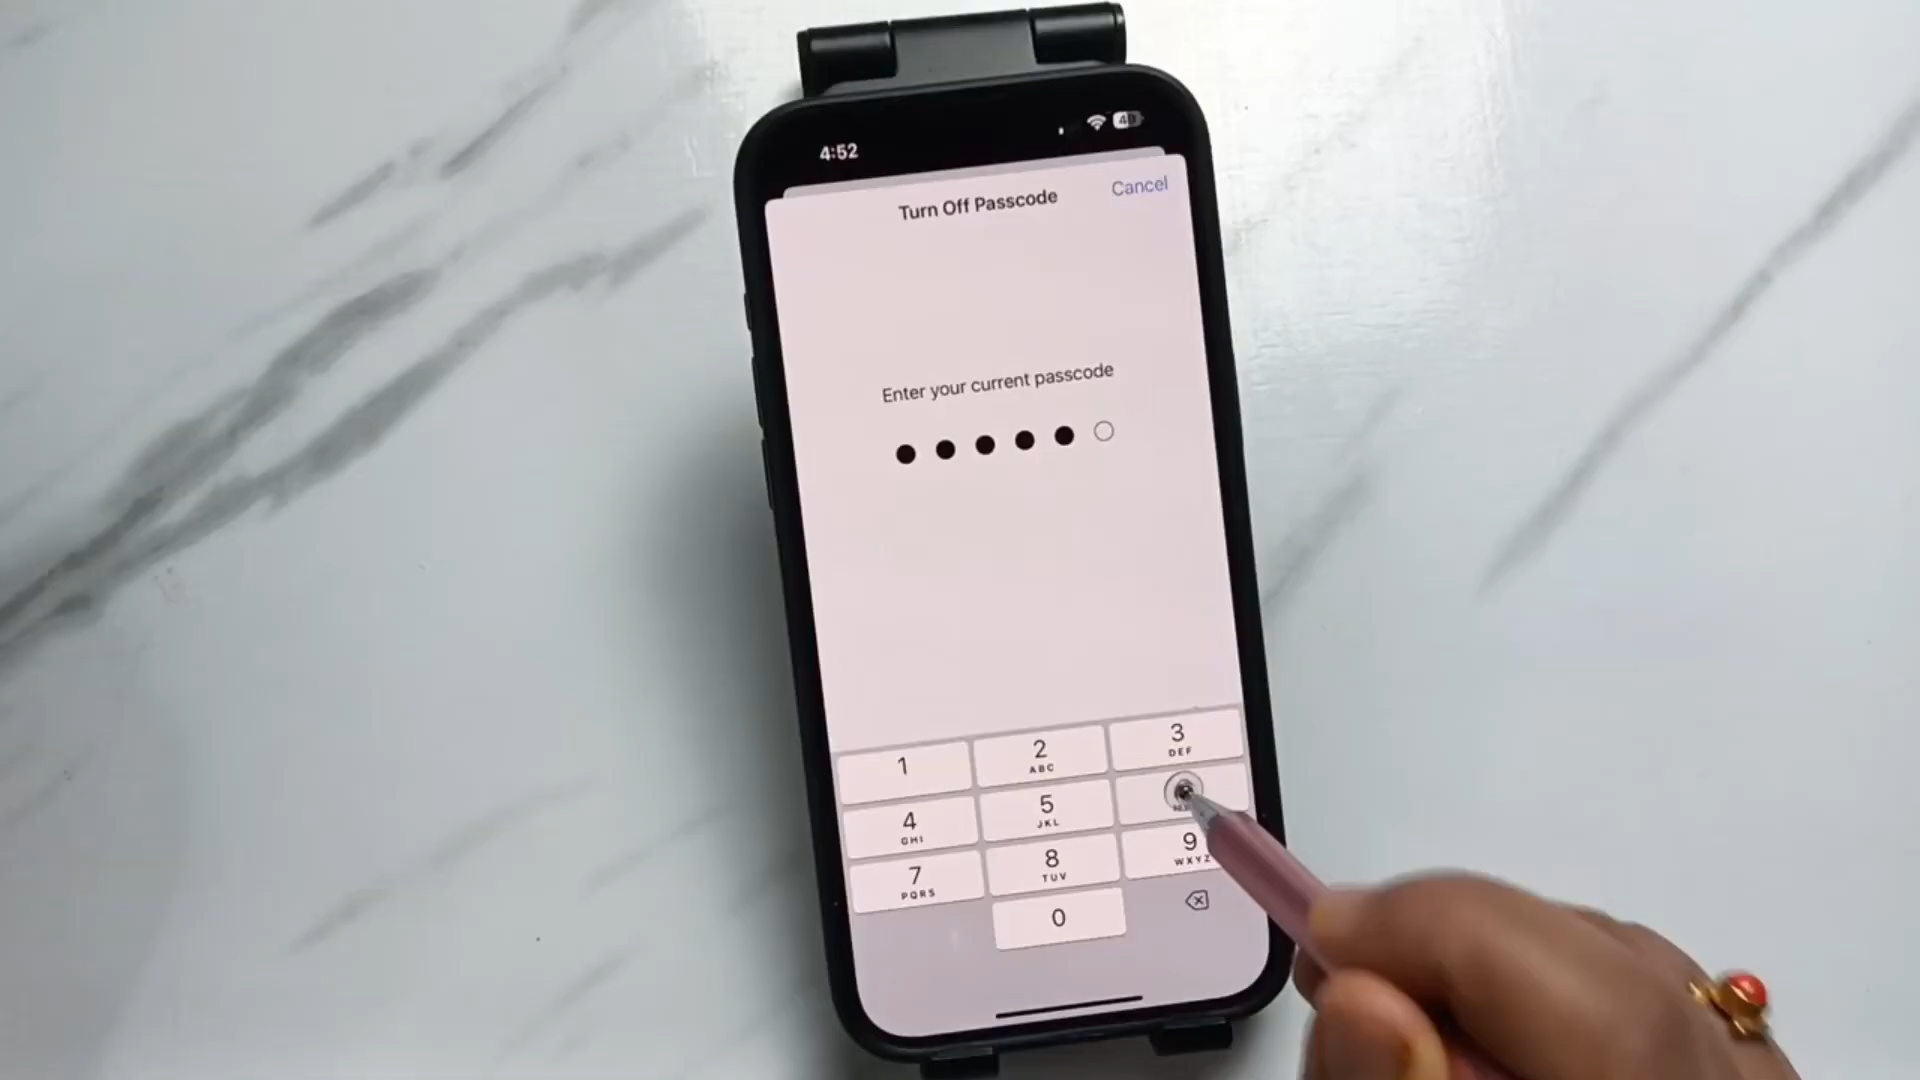 4:52
Turn Off Passcode
Cancel
Enter your current passcode
1
2
ABC
3
DEF
4
GHI
5
JKL
7
PQRS
8
TUV
9
WXYZ
0